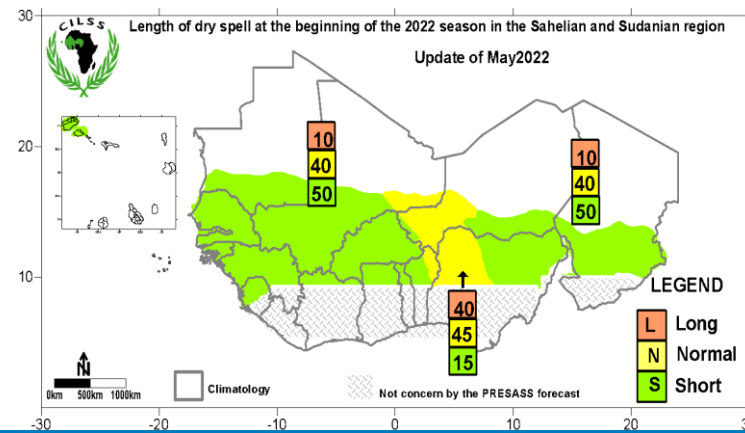 CILSS
Length of dry spell at the beginning of the 2022 season in the Sahelian and Sudanian region
Update of May2022
30
20
10
10
40
50
10
40
50
40
45
15
LEGEND
L Long
N Normal
S Short
N
0km 500km 1000km
Climatology
Not concern by the PRESASS forecast
-30 -20 -10 0 10 20